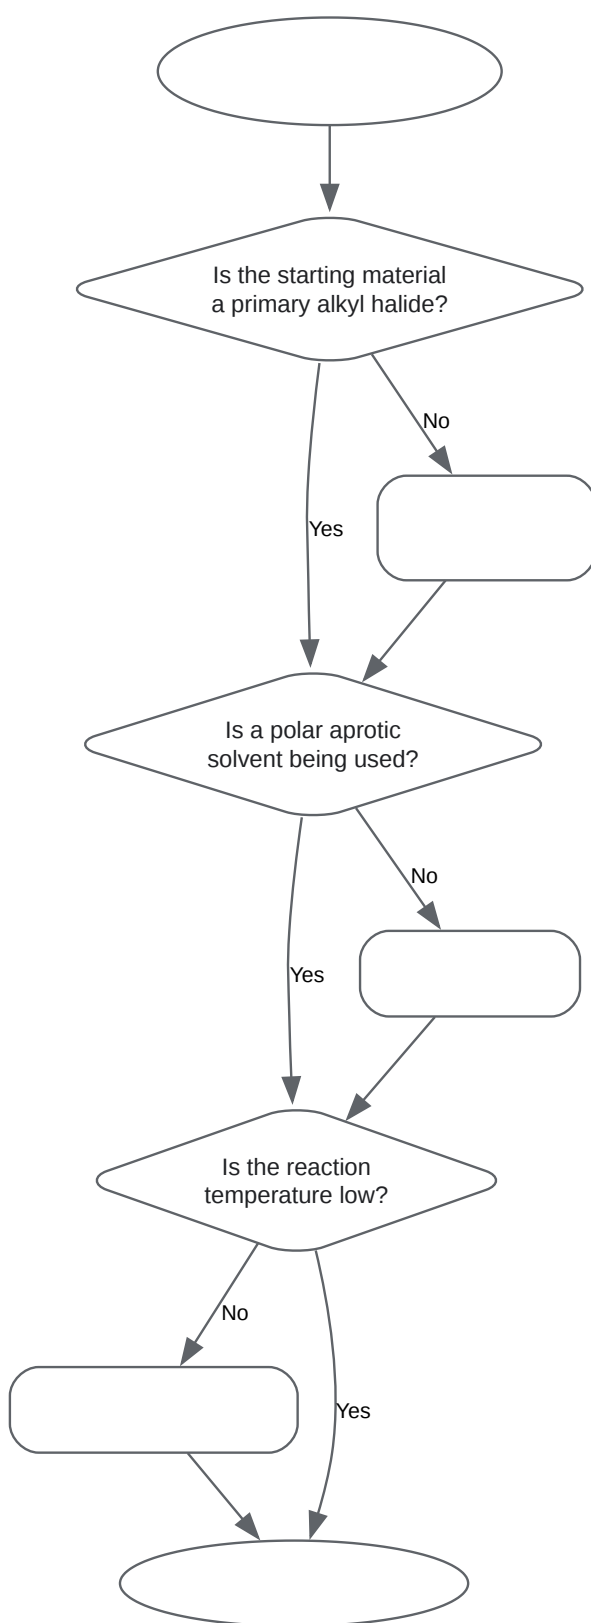 Is the starting material
a primary alkyl halide?
No
Yes
Is a polar aprotic
solvent being used?
No
Yes
Is the reaction
temperature low?
No
Yes